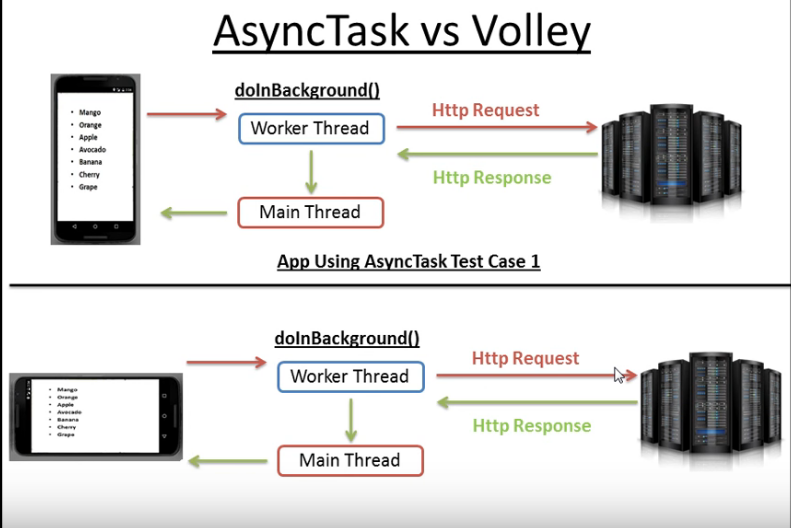 AsyncTask vs Volley
doInBackground()
Mango
Orange
Apple
Avocado
Banana
Cherry
Grape
Worker Thread
Http Request
Http Response
Main Thread
App Using AsyncTask Test Case 1
doInBackground()
Mango
Orange
Apple
Avocado
Banana
Cherry
Grape
Worker Thread
Http Request
Http Response
Main Thread